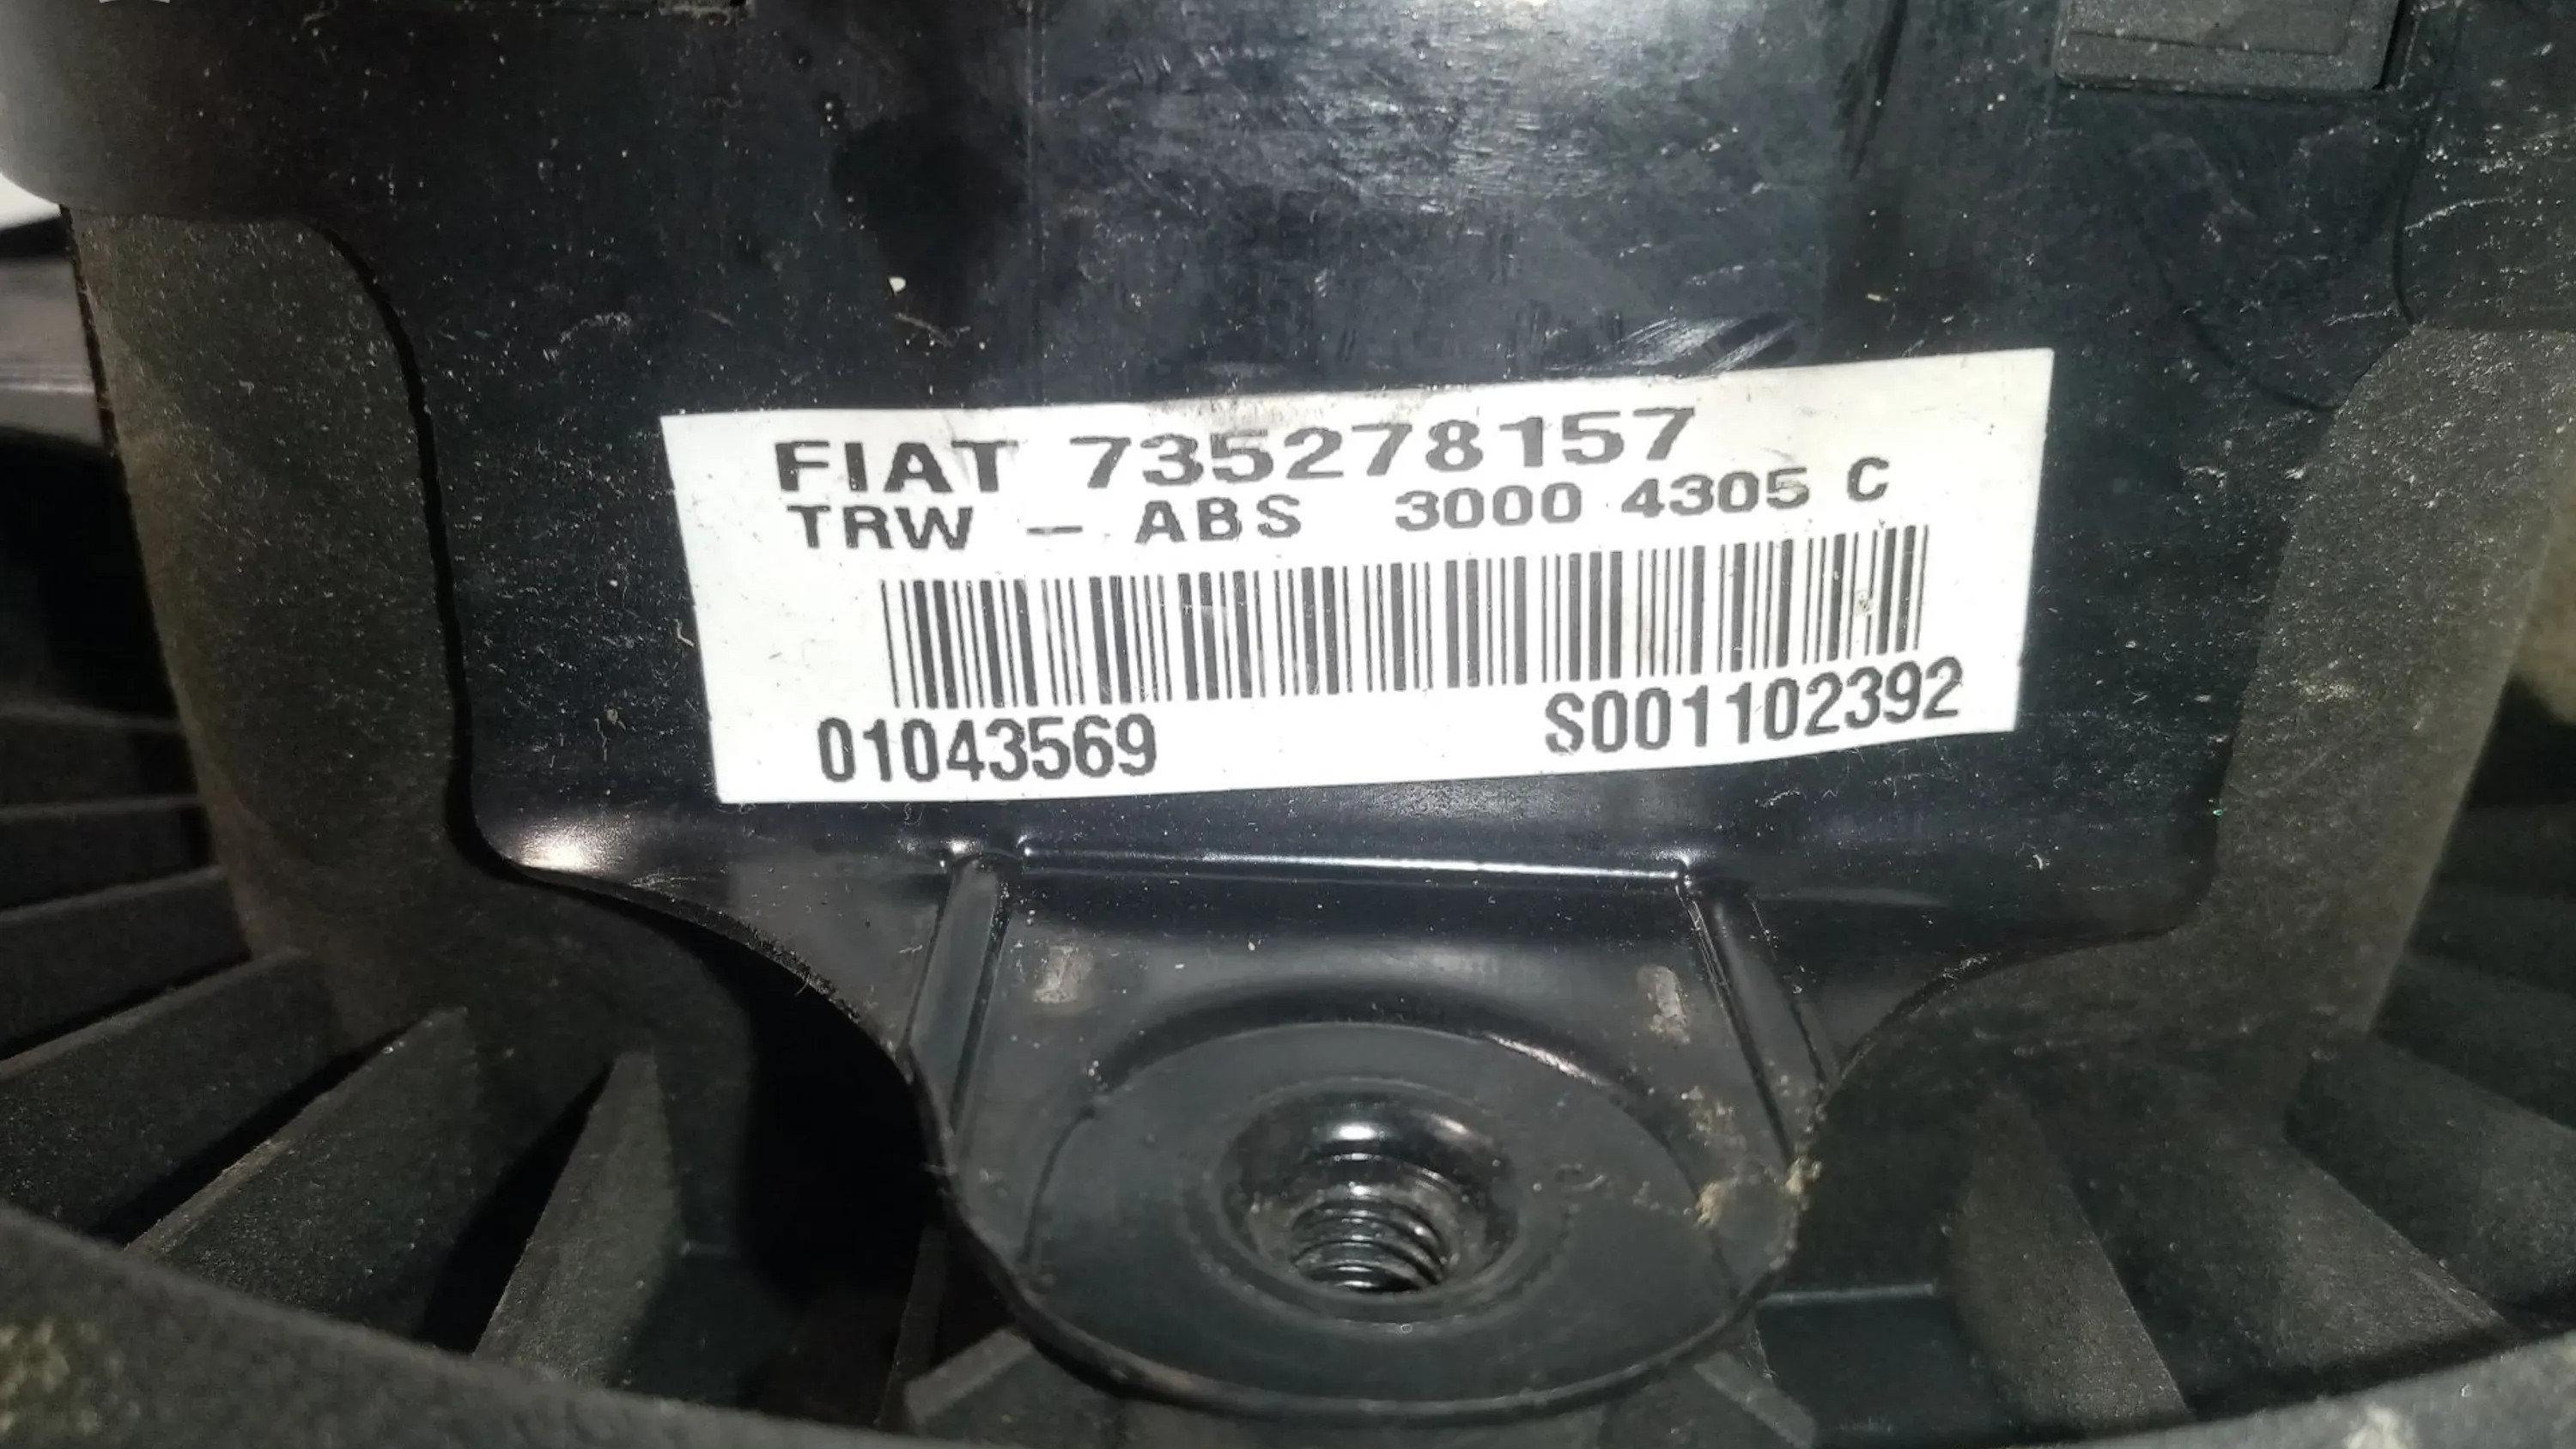 FIAT 735278157
TRW - ABS 3000 4305 C
01043569 S001102392